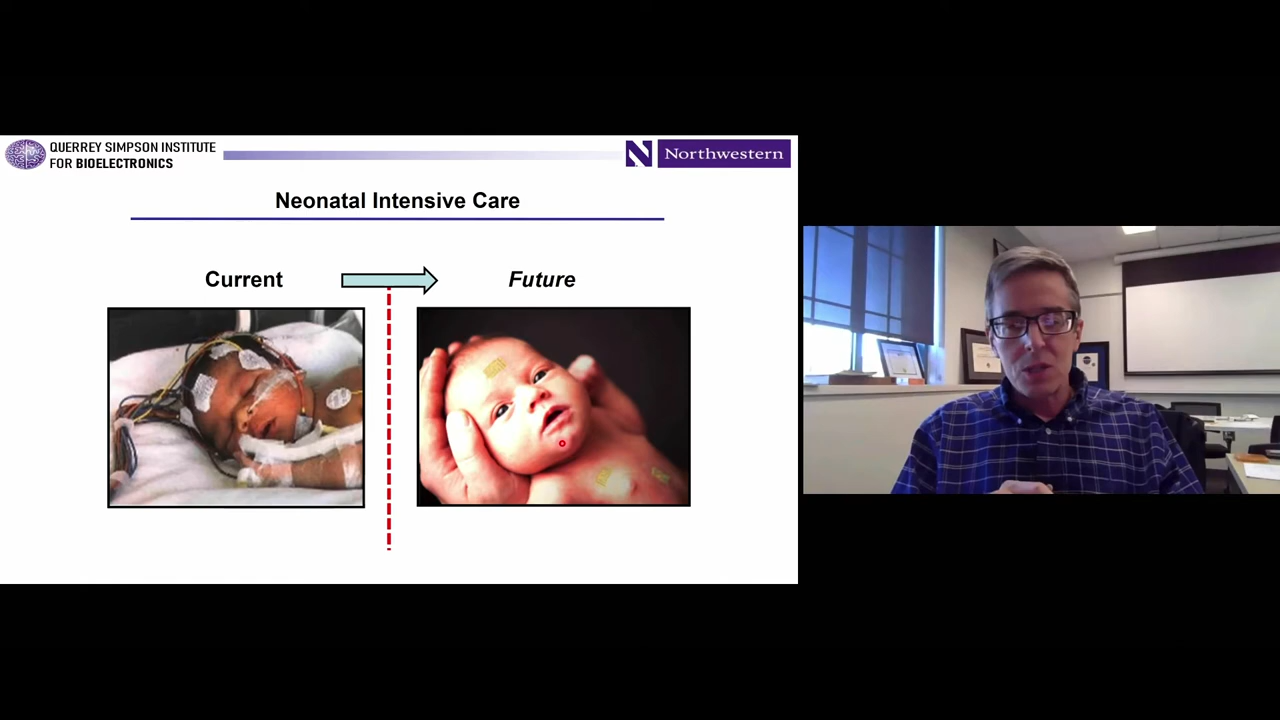 QUERREY SIMPSON INSTITUTE
FOR BIOELECTRONICS
N Northwestern
Neonatal Intensive Care
Current
Future